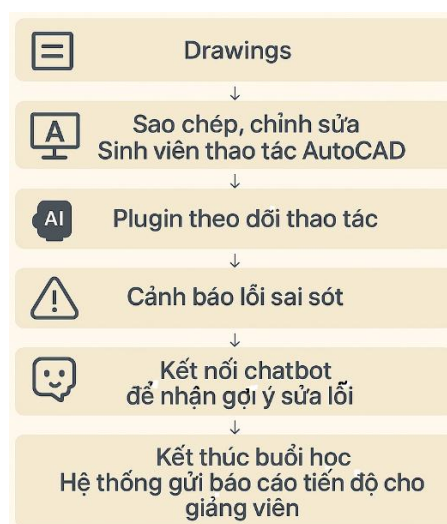 Drawings
A
Sao chép, chỉnh sửa
Sinh viên thao tác AutoCAD
AI
Plugin theo dõi thao tác
Cảnh báo lỗi sai sót
Kết nối chatbot
để nhận gợi ý sửa lỗi
Kết thúc buổi học
Hệ thống gửi báo cáo tiến độ cho
giảng viên